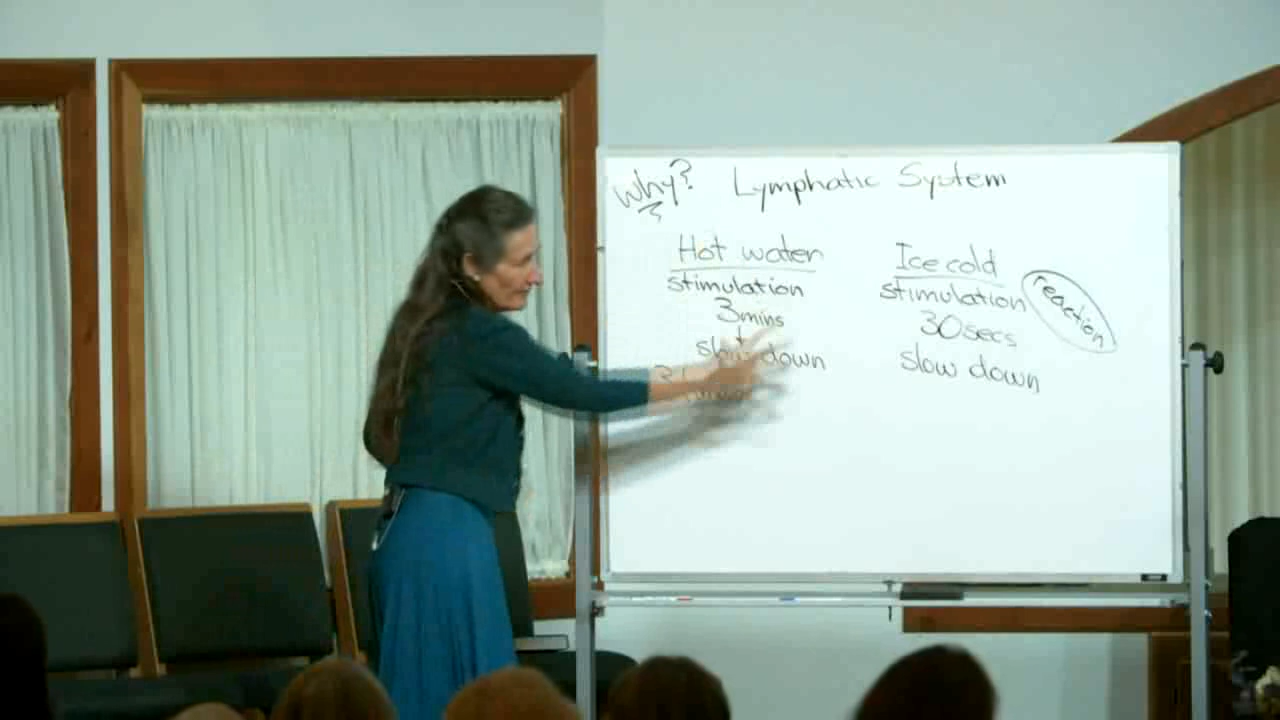 Why? Lymphatic System
Hot water
stimulation
3mins
down
Ice cold
stimulation
30secs
slow down
reaction